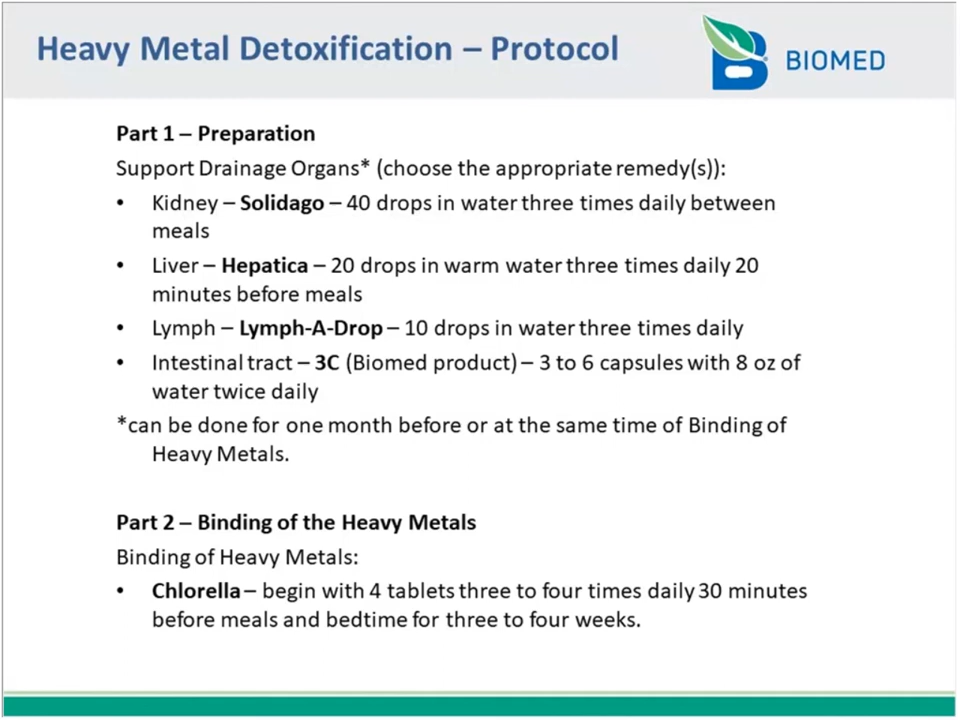 Heavy Metal Detoxification – Protocol
BIOMED
Part 1 – Preparation
Support Drainage Organs* (choose the appropriate remedy(s)):
• Kidney – Solidago – 40 drops in water three times daily between
meals
• Liver – Hepatica – 20 drops in warm water three times daily 20
minutes before meals
• Lymph – Lymph-A-Drop – 10 drops in water three times daily
• Intestinal tract – 3C (Biomed product) – 3 to 6 capsules with 8 oz of
water twice daily
*can be done for one month before or at the same time of Binding of
Heavy Metals.
Part 2 – Binding of the Heavy Metals
Binding of Heavy Metals:
• Chlorella – begin with 4 tablets three to four times daily 30 minutes
before meals and bedtime for three to four weeks.